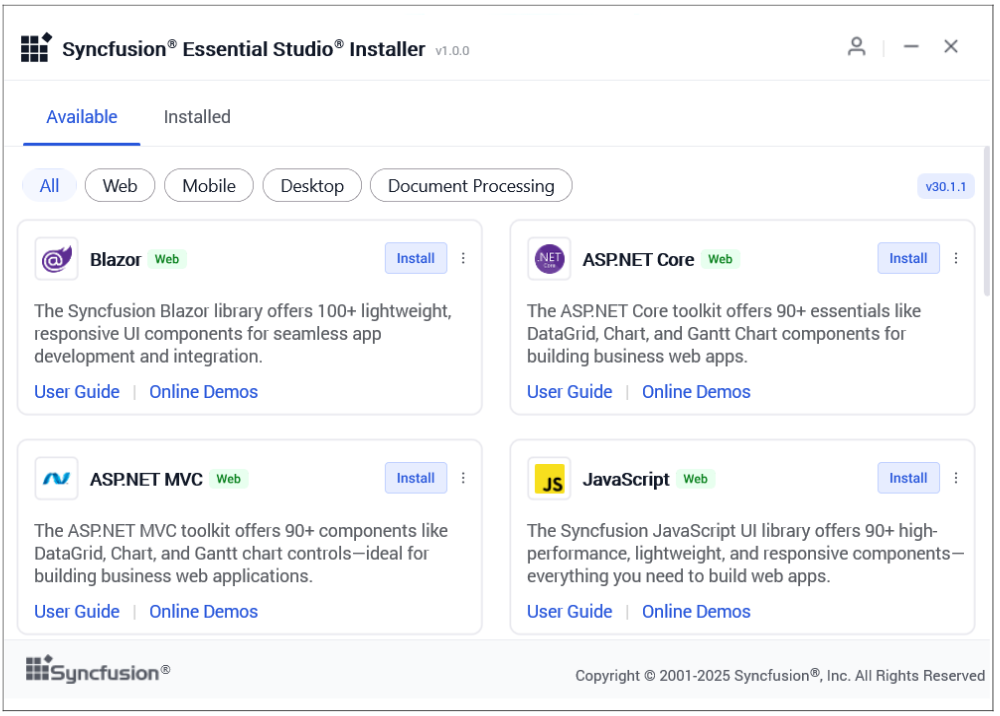 Syncfusion® Essential Studio® Installer v1.0.0
Available Installed
All Web Mobile Desktop Document Processing v30.1.1
Blazor Web Install
The Syncfusion Blazor library offers 100+ lightweight,
responsive UI components for seamless app
development and integration.
User Guide | Online Demos
.NET Core
ASP.NET Core Web Install
The ASP.NET Core toolkit offers 90+ essentials like
DataGrid, Chart, and Gantt Chart components for
building business web apps.
User Guide | Online Demos
ASP.NET MVC Web Install
The ASP.NET MVC toolkit offers 90+ components like
DataGrid, Chart, and Gantt chart controls—ideal for
building business web applications.
User Guide | Online Demos
JS
JavaScript Web Install
The Syncfusion JavaScript UI library offers 90+ high-
performance, lightweight, and responsive components—
everything you need to build web apps.
User Guide | Online Demos
Syncfusion®
Copyright © 2001-2025 Syncfusion®, Inc. All Rights Reserved